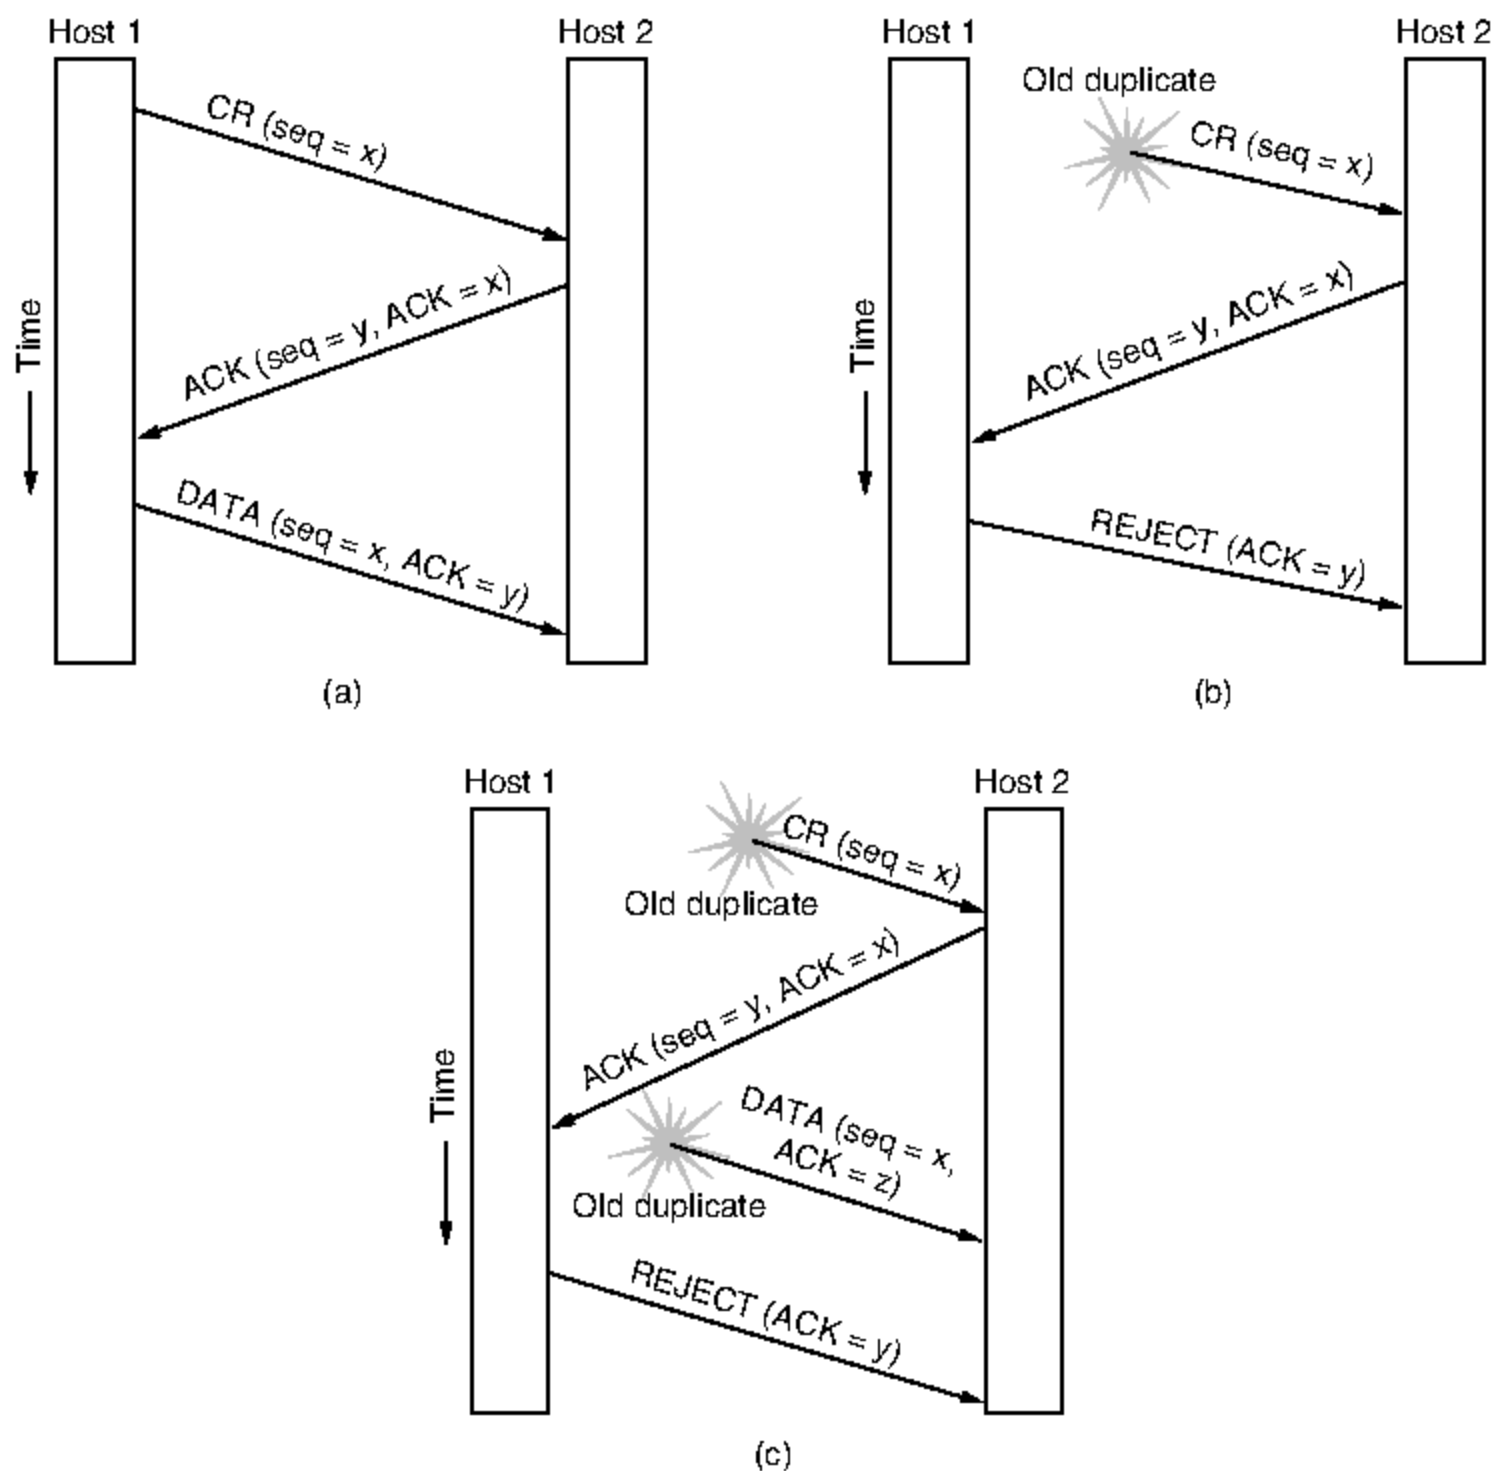 Host 1
Host 2
CR (seq = x)
ACK (seq = y, ACK = x)
DATA (seq = x, ACK = y)
Time
(a)
Host 1
Host 2
Old duplicate
CR (seq = x)
ACK (seq = y, ACK = x)
REJECT (ACK = y)
Time
(b)
Host 1
Host 2
CR (seq = x)
Old duplicate
ACK (seq = y, ACK = x)
DATA (seq = x,
ACK = z)
Old duplicate
REJECT (ACK = y)
Time
(c)